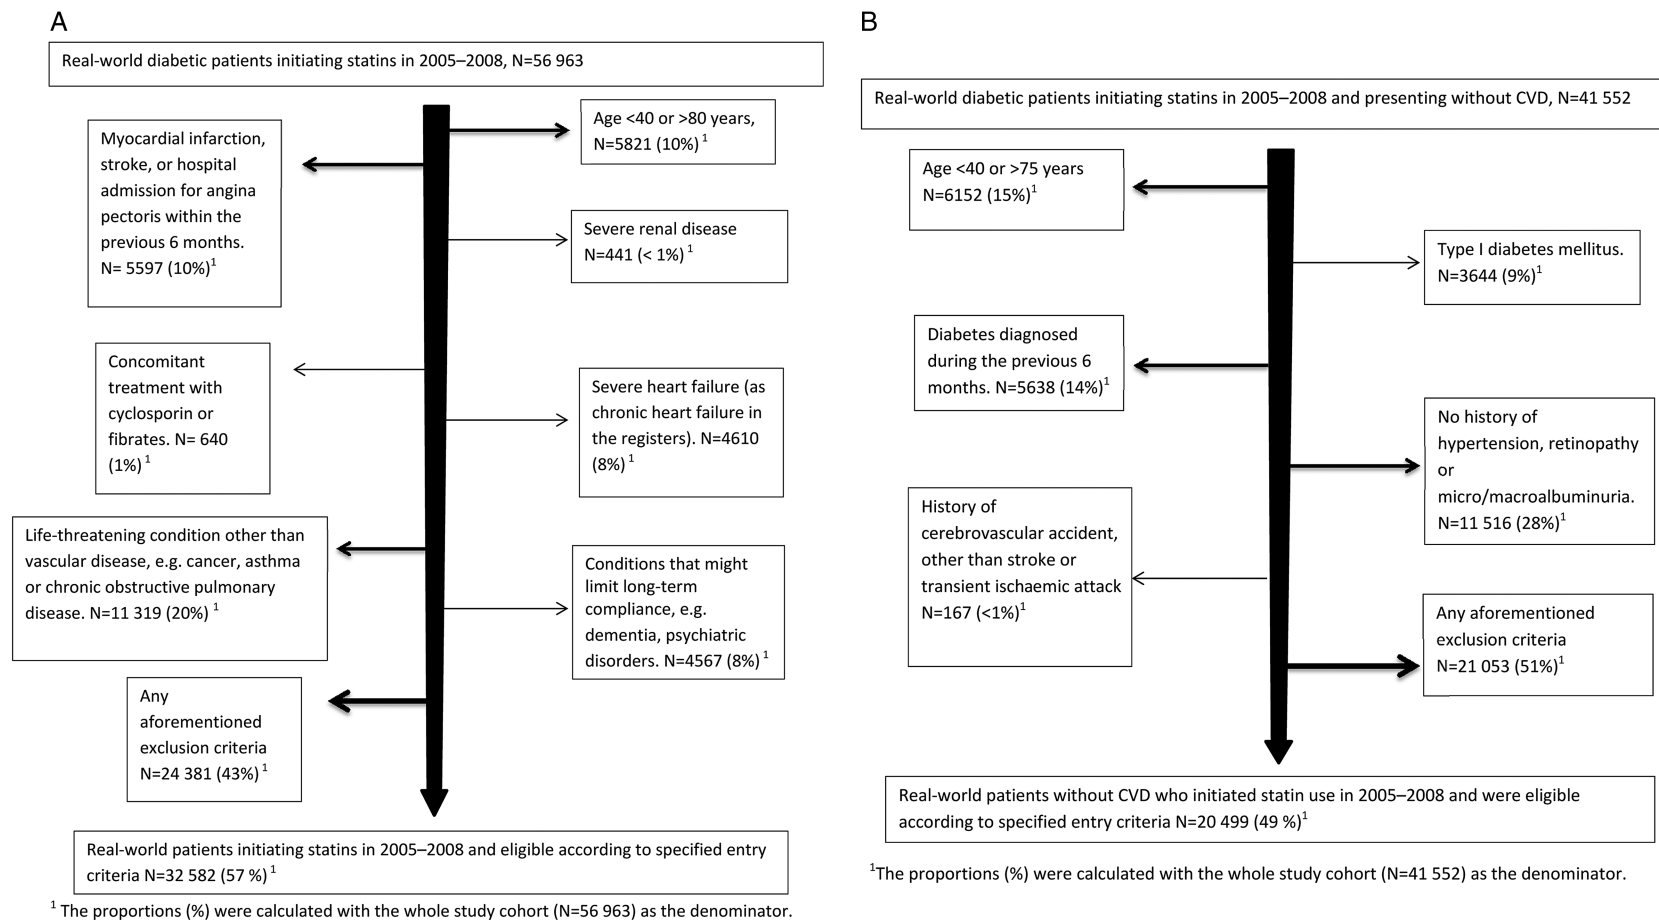 A
Real-world diabetic patients initiating statins in 2005–2008, N=56 963
Age <40 or >80 years,
N=5821 (10%) 1
Myocardial infarction,
stroke, or hospital
admission for angina
pectoris within the
previous 6 months.
N= 5597 (10%)1
Severe renal disease
N=441 (< 1%) 1
Concomitant
treatment with
cyclosporin or
fibrates. N= 640
(1%) 1
Severe heart failure (as
chronic heart failure in
the registers). N=4610
(8%) 1
Life-threatening condition other than
vascular disease, e.g. cancer, asthma
or chronic obstructive pulmonary
disease. N=11 319 (20%) 1
Conditions that might
limit long-term
compliance, e.g.
dementia, psychiatric
disorders. N=4567 (8%) 1
Any
aforementioned
exclusion criteria
N=24 381 (43%) 1
Real-world patients initiating statins in 2005–2008 and eligible according to specified entry
criteria N=32 582 (57 %) 1
1 The proportions (%) were calculated with the whole study cohort (N=56 963) as the denominator.
B
Real-world diabetic patients initiating statins in 2005–2008 and presenting without CVD, N=41 552
Age <40 or >75 years
N=6152 (15%)1
Type I diabetes mellitus.
N=3644 (9%)1
Diabetes diagnosed
during the previous 6
months. N=5638 (14%)1
No history of
hypertension, retinopathy
or
micro/macroalbuminuria.
N=11 516 (28%)1
History of
cerebrovascular accident,
other than stroke or
transient ischaemic attack
N=167 (<1%)1
Any aforementioned
exclusion criteria
N=21 053 (51%)1
Real-world patients without CVD who initiated statin use in 2005–2008 and were eligible
according to specified entry criteria N=20 499 (49 %)1
1The proportions (%) were calculated with the whole study cohort (N=41 552) as the denominator.